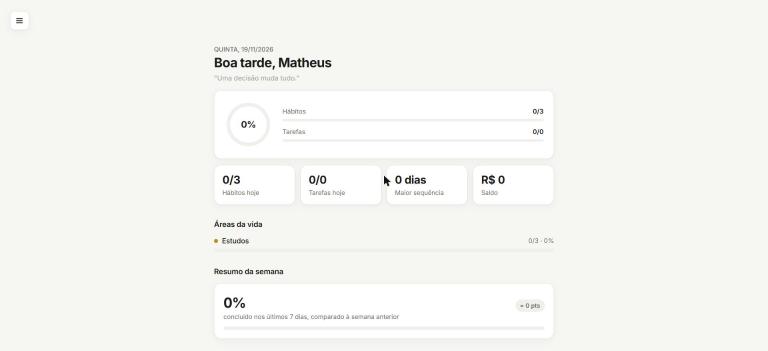 QUINTA, 19/11/2026
Boa tarde, Matheus
"Uma decisão muda tudo."
0%
Hábitos 0/3
Tarefas 0/0
0/3
Hábitos hoje
0/0
Tarefas hoje
0 dias
Maior sequência
R$ 0
Saldo
Áreas da vida
Estudos 0/3 · 0%
Resumo da semana
0%
= 0 pts
concluído nos últimos 7 dias, comparado à semana anterior